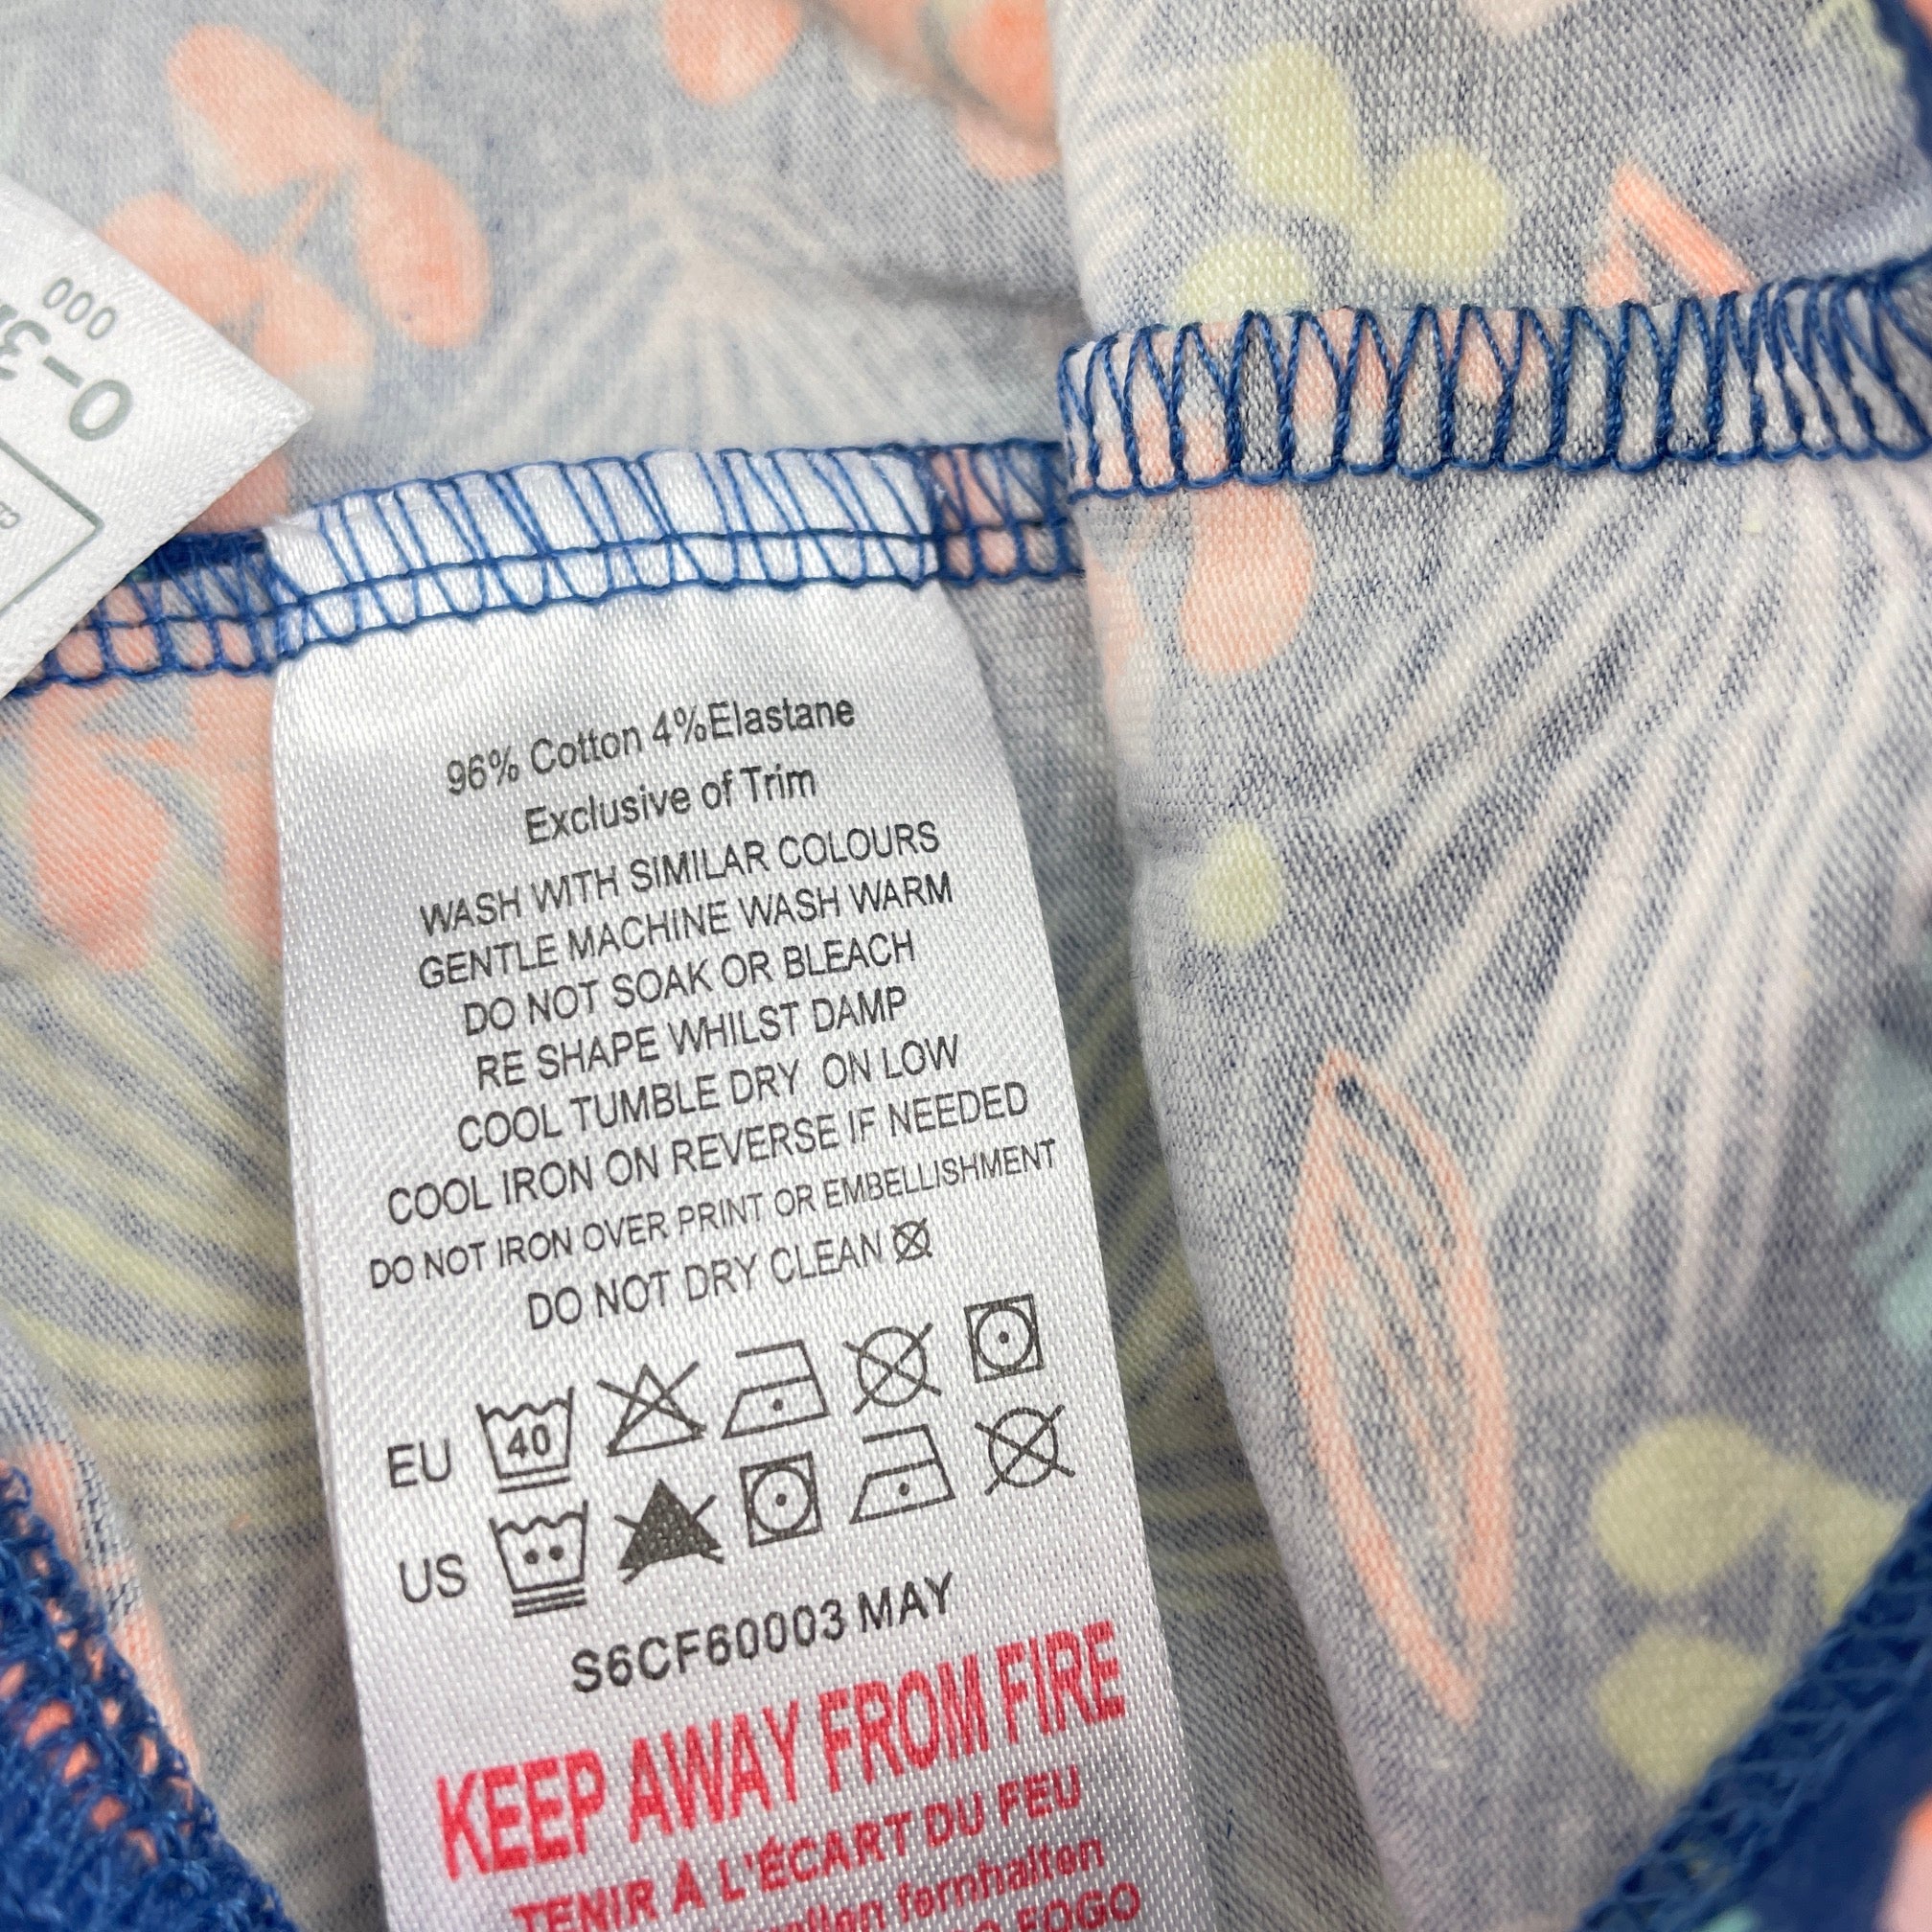 000
0-3
96% Cotton 4%Elastane
Exclusive of Trim
WASH WITH SIMILAR COLOURS
GENTLE MACHINE WASH WARM
DO NOT SOAK OR BLEACH
RE SHAPE WHILST DAMP
COOL TUMBLE DRY ON LOW
COOL IRON ON REVERSE IF NEEDED
DO NOT IRON OVER PRINT OR EMBELLISHMENT
DO NOT DRY CLEAN
EU 40
US
S6CF60003 MAY
KEEP AWAY FROM FIRE
TENIR À L'ÉCART DU FEU
fernhalten
FOGO